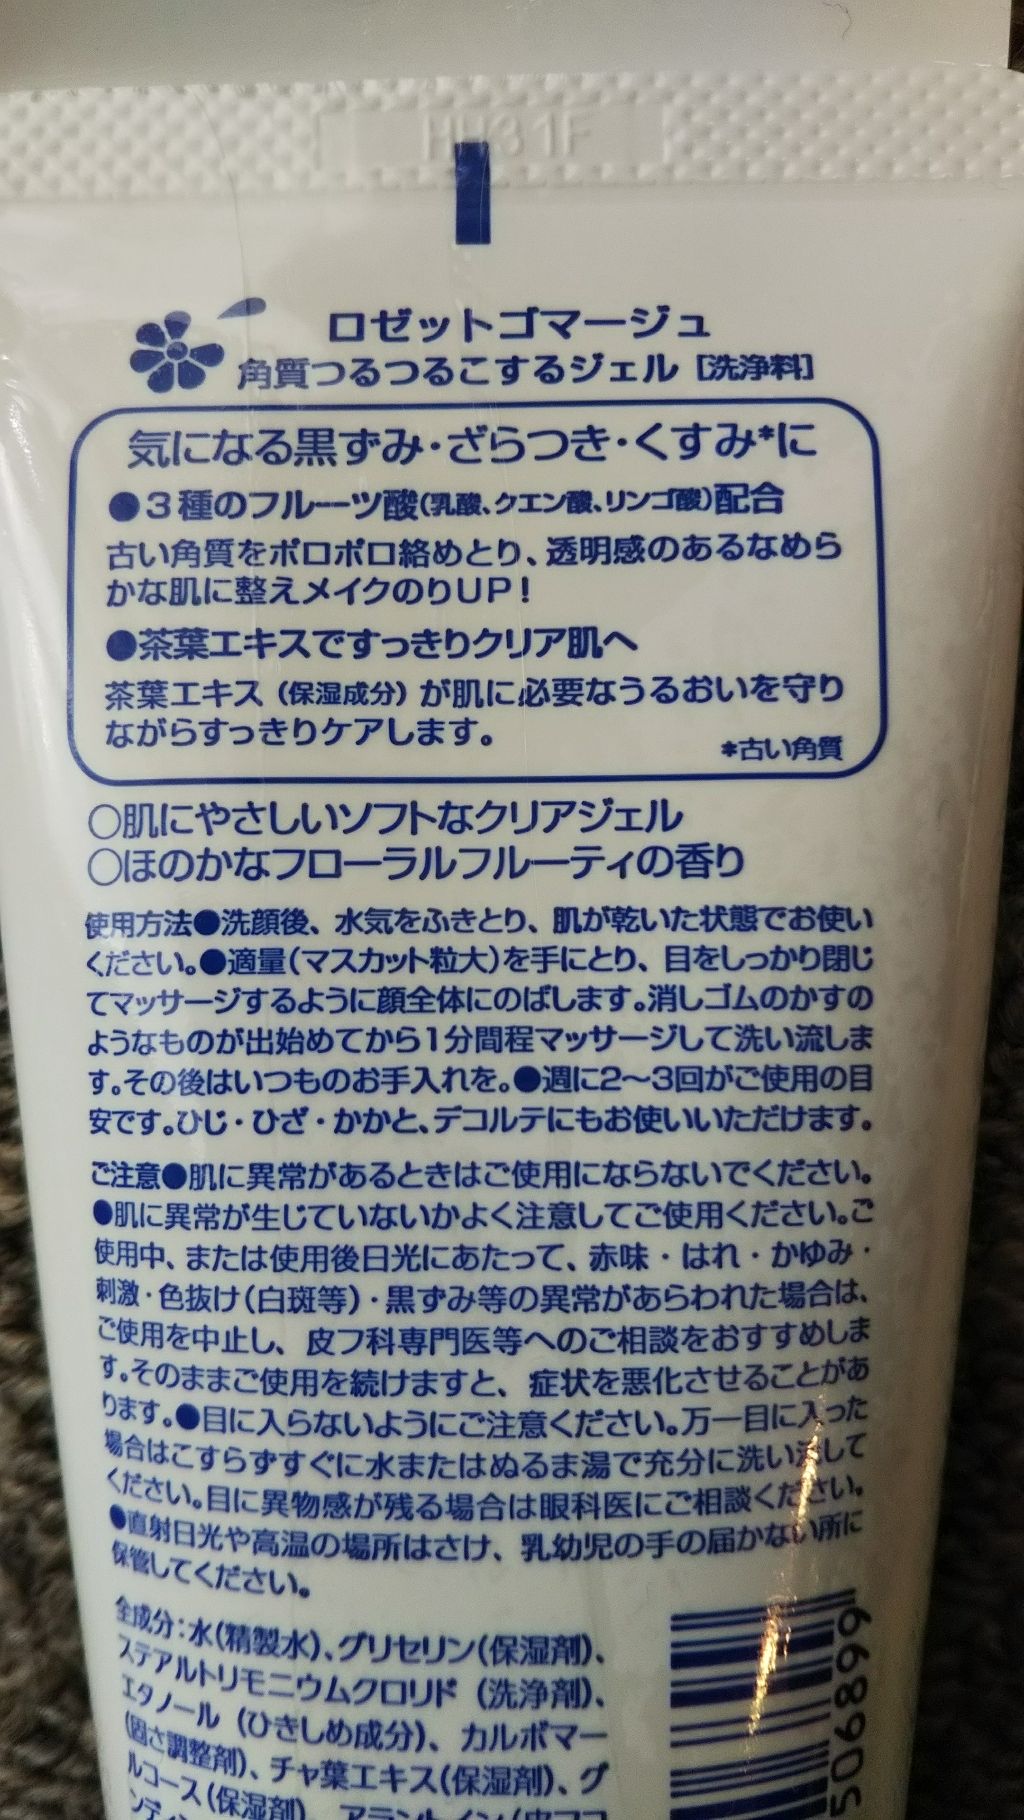 HH31F
ロゼットゴマージュ
角質つるつるこするジェル [洗浄料]
気になる黒ずみ・ざらつき・くすみ*に
●3種のフルーツ酸(乳酸、クエン酸、リンゴ酸)配合
古い角質をポロポロ絡めとり、透明感のあるなめら
かな肌に整えメイクのりUP!
●茶葉エキスですっきりクリア肌へ
茶葉エキス(保湿成分)が肌に必要なうるおいを守り
ながらすっきりケアします。
*古い角質
○肌にやさしいソフトなクリアジェル
○ほのかなフローラルフルーティの香り
使用方法●洗顔後、水気をふきとり、肌が乾いた状態でお使い
ください。●適量(マスカット粒大)を手にとり、目をしっかり閉じ
てマッサージするように顔全体にのばします。消しゴムのかすの
ようなものが出始めてから1分間程マッサージして洗い流しま
す。その後はいつものお手入れを。●週に2〜3回がご使用の目
安です。ひじ・ひざ・かかと、デコルテにもお使いいただけます。
ご注意●肌に異常があるときはご使用にならないでください。
●肌に異常が生じていないかよく注意してご使用ください。ご
使用中、または使用後日光にあたって、赤味・はれ・かゆみ・
刺激・色抜け(白斑等)・黒ずみ等の異常があらわれた場合は、
ご使用を中止し、皮フ科専門医等へのご相談をおすすめしま
す。そのままご使用を続けますと、症状を悪化させることがあ
ります。●目に入らないようにご注意ください。万一目に入った
場合はこすらずすぐに水またはぬるま湯で充分に洗い流して
ください。目に異物感が残る場合は眼科医にご相談ください。
●直射日光や高温の場所はさけ、乳幼児の手の届かない所に
保管してください。
全成分:水(精製水)、グリセリン(保湿剤)、
ステアルトリモニウムクロリド(洗浄剤)、
エタノール(ひきしめ成分)、カルボマー
(固さ調整剤)、チャ葉エキス(保湿剤)、グ
ルコース(保湿剤)、アラントイン